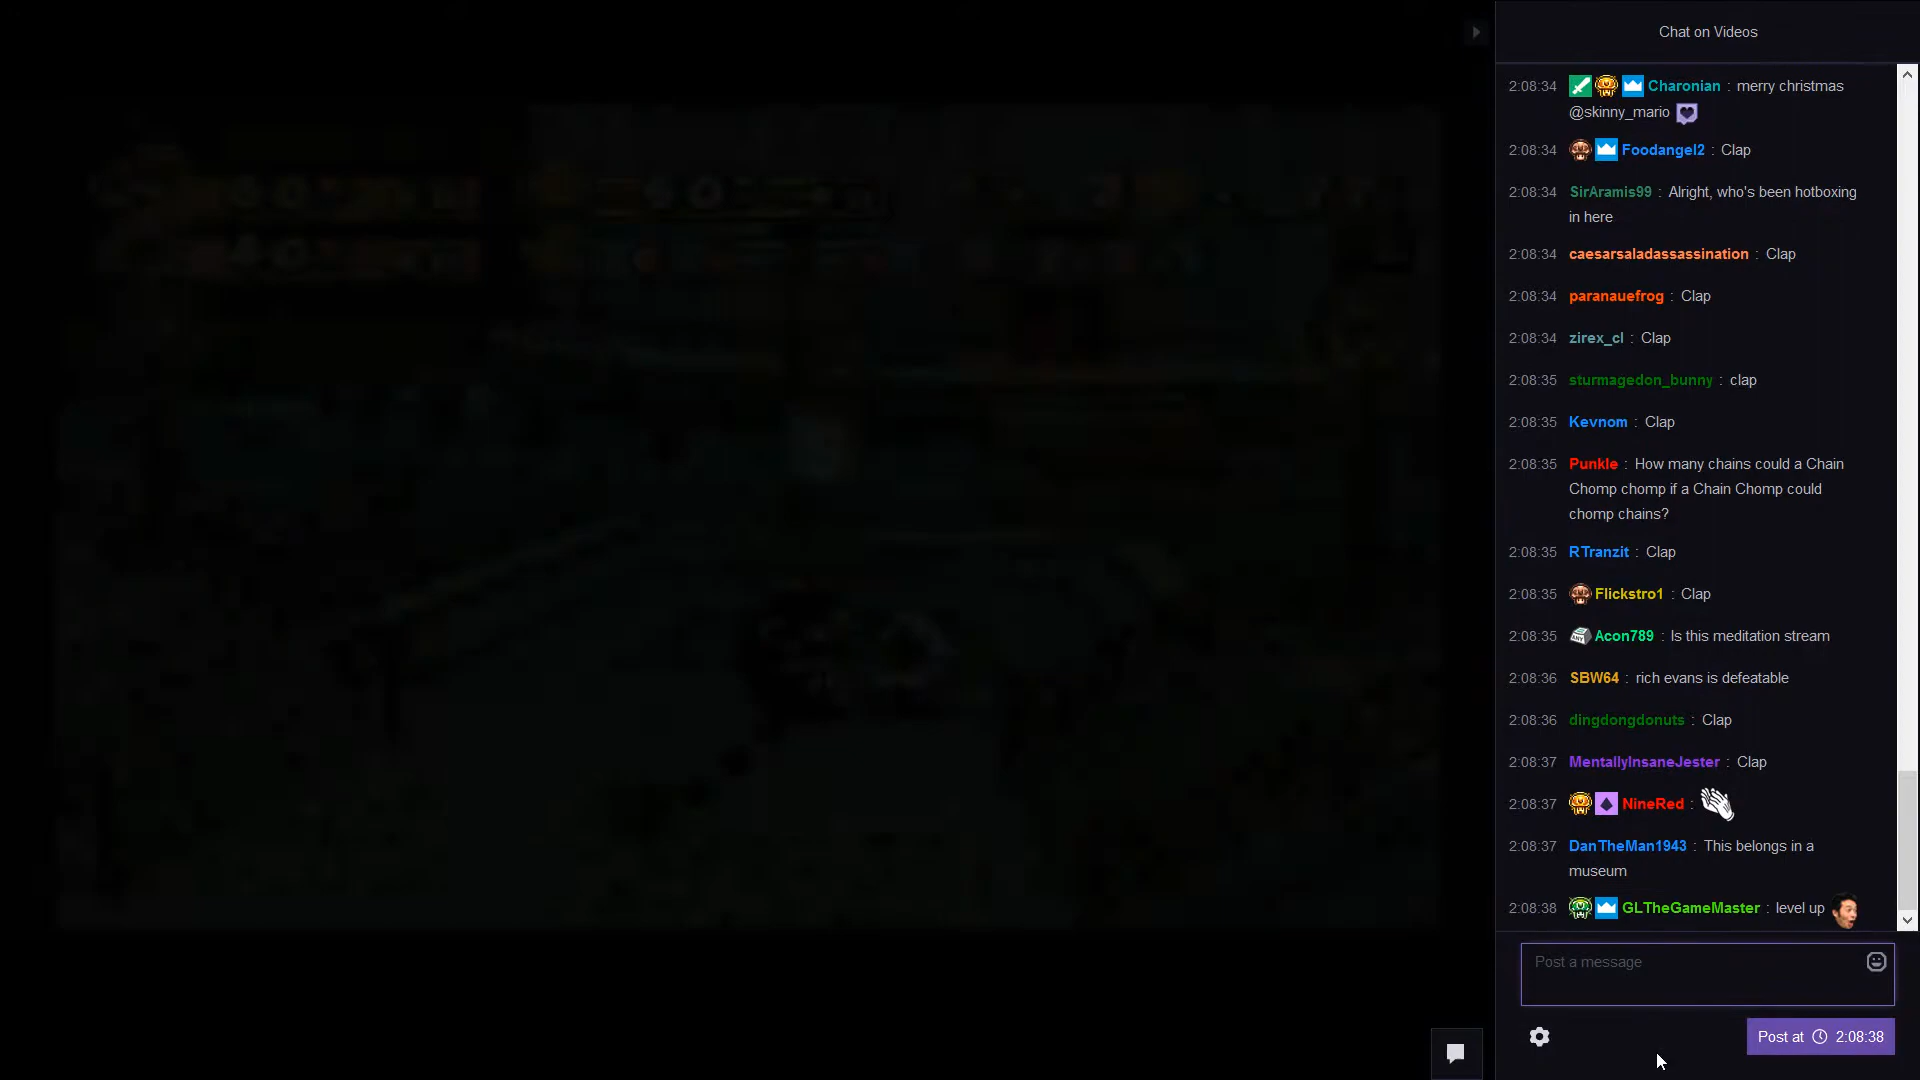 Chat on Videos
2:08:34 Charonian : merry christmas
@skinny_mario
2:08:34 Foodangel2 : Clap
2:08:34 SirAramis99 : Alright, who's been hotboxing
in here
2:08:34 caesarsaladassassination : Clap
2:08:34 paranauefrog : Clap
2:08:34 zirex_cl : Clap
2:08:35 sturmagedon_bunny : clap
2:08:35 Kevnom : Clap
2:08:35 Punkle : How many chains could a Chain
Chomp chomp if a Chain Chomp could
chomp chains?
2:08:35 RTranzit : Clap
2:08:35 Flickstro1 : Clap
2:08:35 Acon789 : Is this meditation stream
2:08:36 SBW64 : rich evans is defeatable
2:08:36 dingdongdonuts : Clap
2:08:37 MentallyInsaneJester : Clap
2:08:37 NineRed :
2:08:37 DanTheMan1943 : This belongs in a
museum
2:08:38 GLTheGameMaster : level up
Post a message
Post at 2:08:38